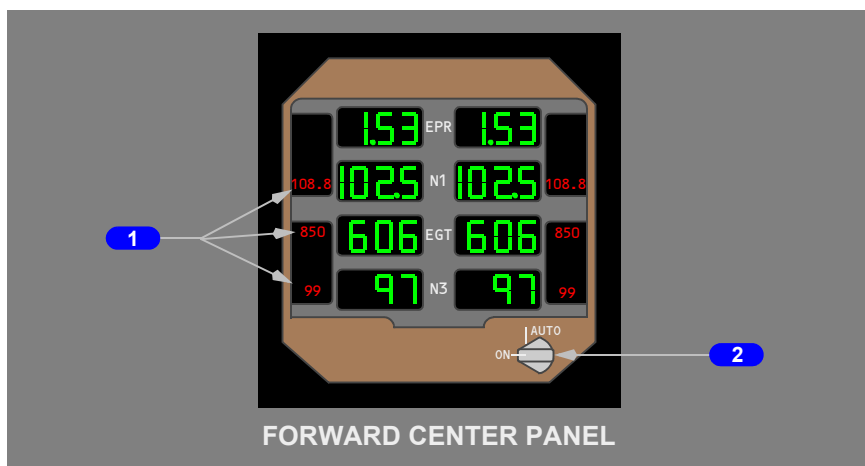 1.53 EPR 1.53
108.8 102.5 N1 102.5 108.8
1
850 606 EGT 606 850
99 97 N3 97 99
AUTO
ON
2
FORWARD CENTER PANEL